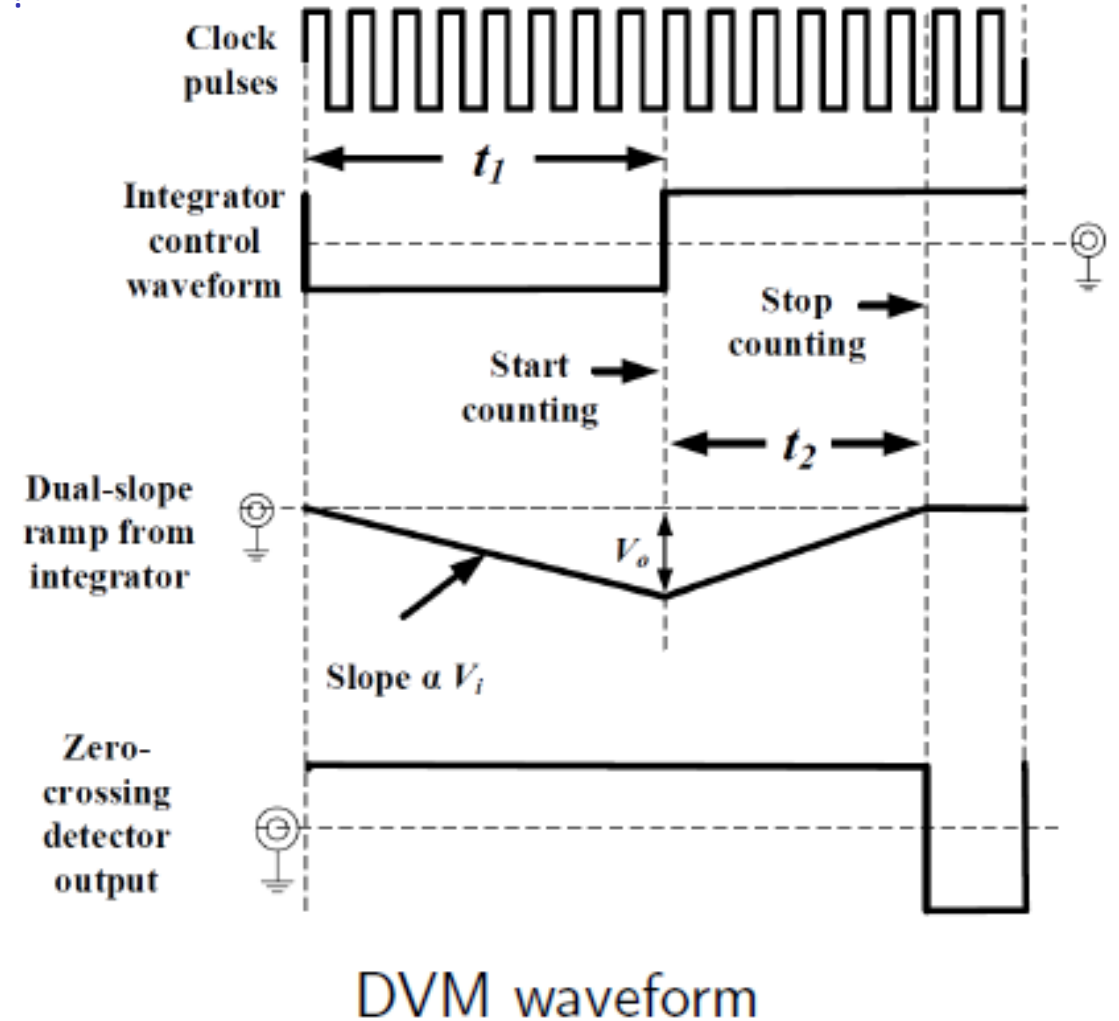 Clock
pulses
t1
Integrator
control
waveform
Stop
counting
Start
counting
t2
Dual-slope
ramp from
integrator
Vo
Slope α Vi
Zero-
crossing
detector
output
DVM waveform